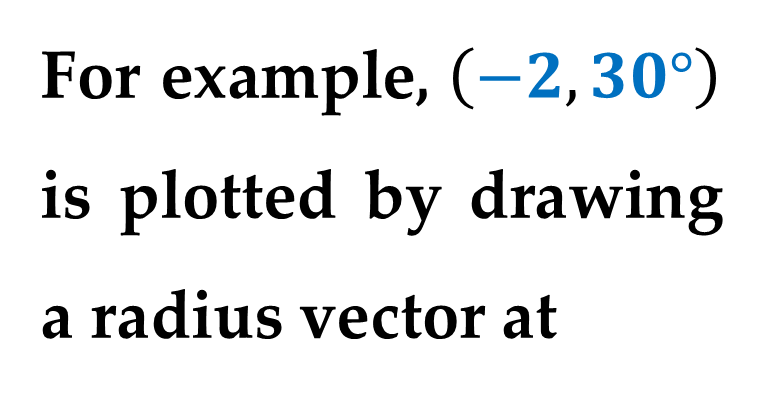 For example, (−2, 30°)
is plotted by drawing
a radius vector at